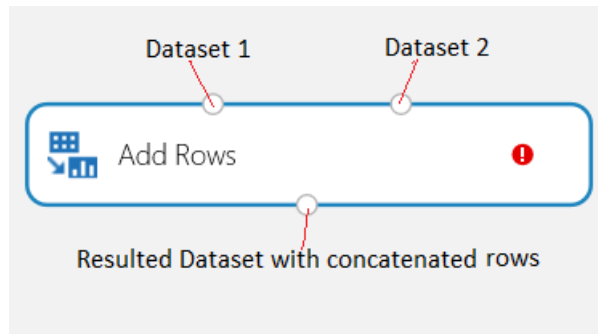 Dataset 1
Dataset 2
Add Rows
Resulted Dataset with concatenated rows